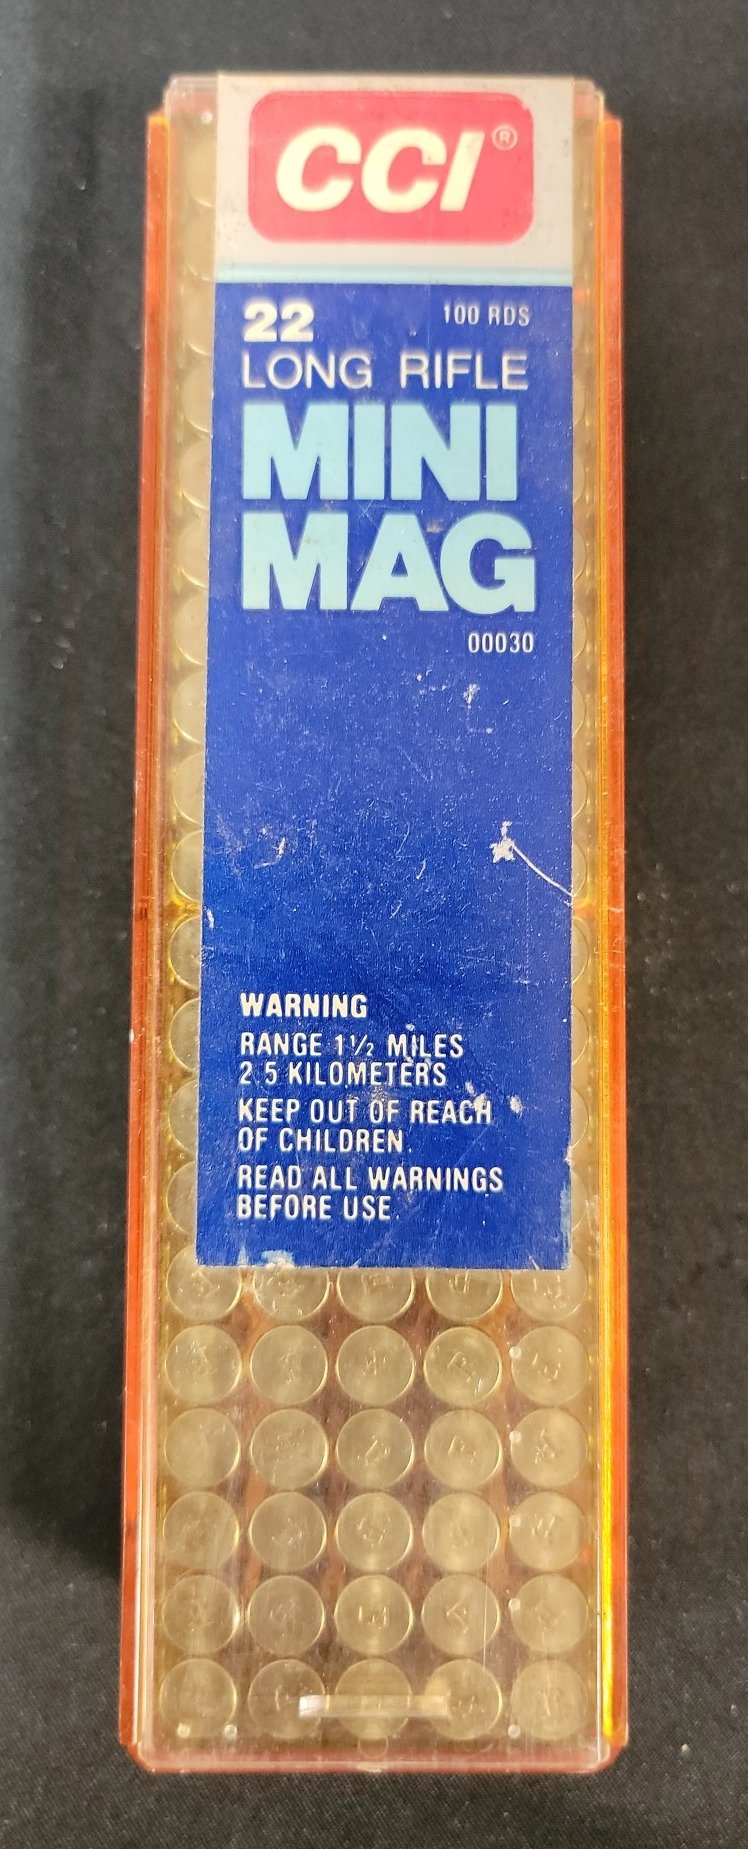 CCI®
22 100 RDS
LONG RIFLE
MINI
MAG
00030
WARNING
RANGE 1½ MILES
2.5 KILOMETERS
KEEP OUT OF REACH
OF CHILDREN.
READ ALL WARNINGS
BEFORE USE.